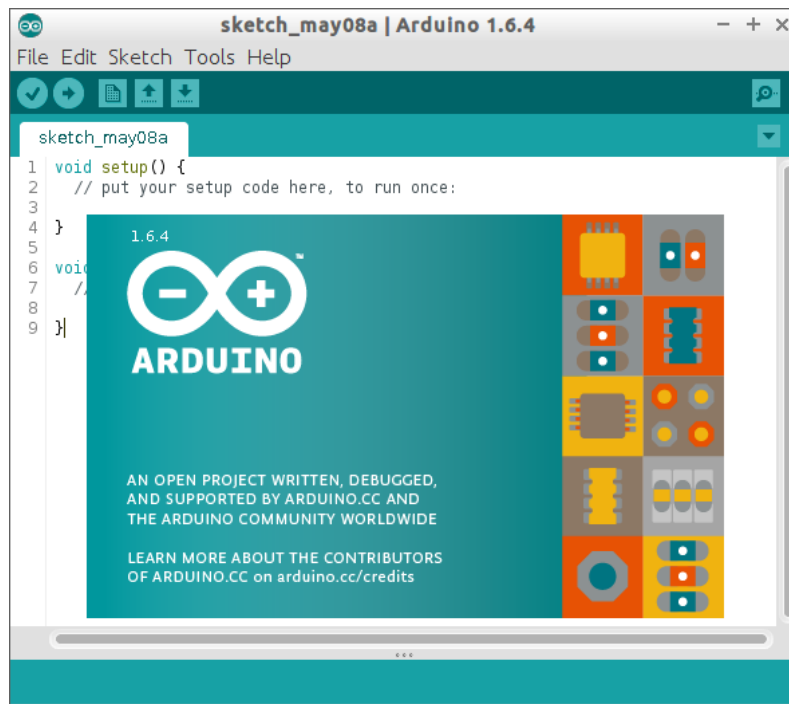 sketch_may08a | Arduino 1.6.4
File Edit Sketch Tools Help
sketch_may08a
1 void setup() {
2 // put your setup code here, to run once:
3
4 }
5
6 void
7 //
8
9 }
1.6.4
™
ARDUINO
AN OPEN PROJECT WRITTEN, DEBUGGED,
AND SUPPORTED BY ARDUINO.CC AND
THE ARDUINO COMMUNITY WORLDWIDE
LEARN MORE ABOUT THE CONTRIBUTORS
OF ARDUINO.CC on arduino.cc/credits